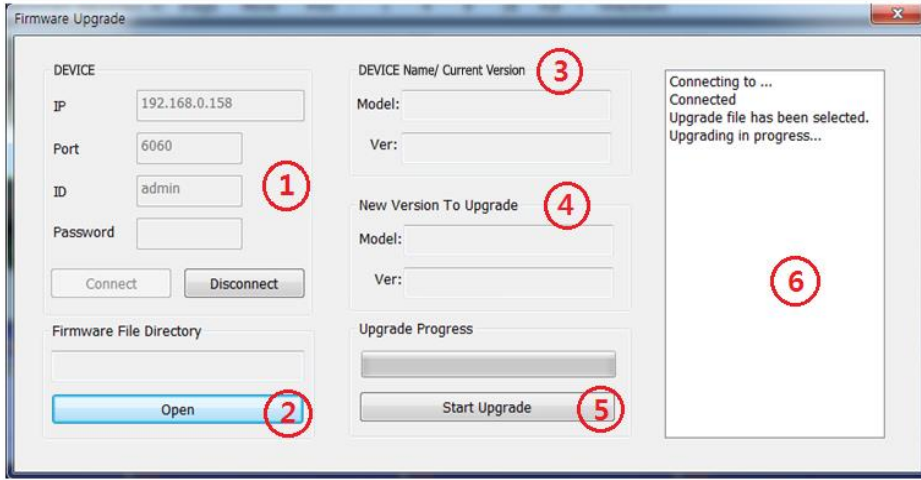 Firmware Upgrade
DEVICE
IP 192.168.0.158
Port 6060
ID admin
Password
Connect Disconnect
1
Firmware File Directory
Open
2
DEVICE Name/ Current Version
3
Model:
Ver:
New Version To Upgrade
4
Model:
Ver:
Upgrade Progress
Start Upgrade
5
Connecting to ...
Connected
Upgrade file has been selected.
Upgrading in progress...
6